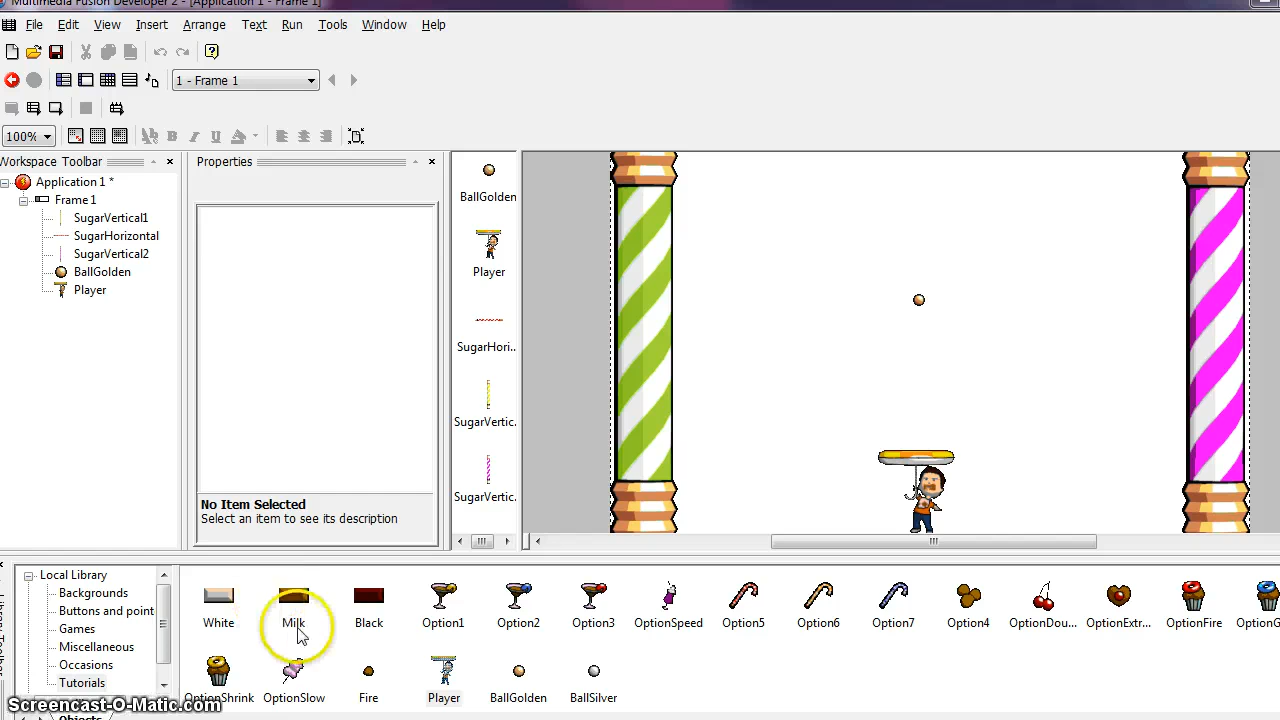 Multimedia Fusion Developer 2 - [Application 1 - Frame 1]
File Edit View Insert Arrange Text Run Tools Window Help
1 - Frame 1
100% B I U A
Workspace Toolbar
Application 1 *
Frame 1
SugarVertical1
SugarHorizontal
SugarVertical2
BallGolden
Player
Properties
No Item Selected
Select an item to see its description
BallGolden
Player
SugarHori..
SugarVertic.
SugarVertic.
Local Library
Backgrounds
Buttons and point
Games
Miscellaneous
Occasions
Tutorials
White Milk Black Option1 Option2 Option3 OptionSpeed Option5 Option6 Option7 Option4 OptionDou... OptionExtr... OptionFire OptionG
OptionShrink OptionSlow Fire Player BallGolden BallSilver
Screencast-O-Matic.com
Objects